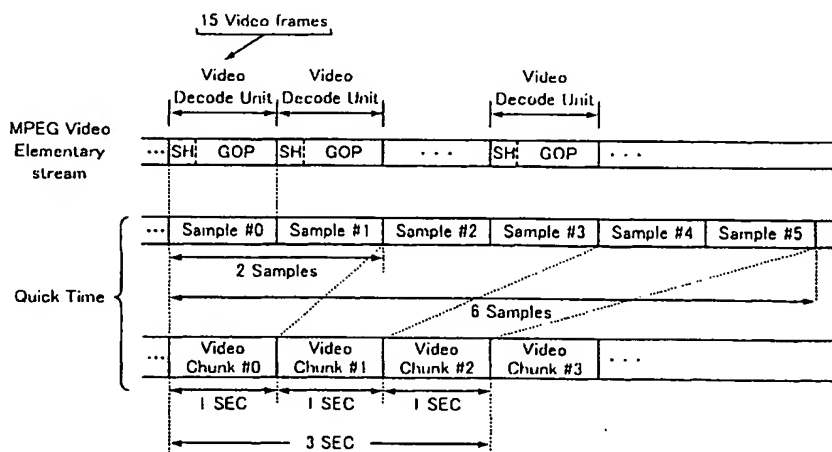 15 Video frames
Video Decode Unit
Video Decode Unit
Video Decode Unit
MPEG Video Elementary stream
... SH GOP SH GOP ... SH GOP ...
... Sample #0 Sample #1 Sample #2 Sample #3 Sample #4 Sample #5
2 Samples
Quick Time
6 Samples
... Video Chunk #0 Video Chunk #1 Video Chunk #2 Video Chunk #3 ...
1 SEC 1 SEC 1 SEC
3 SEC